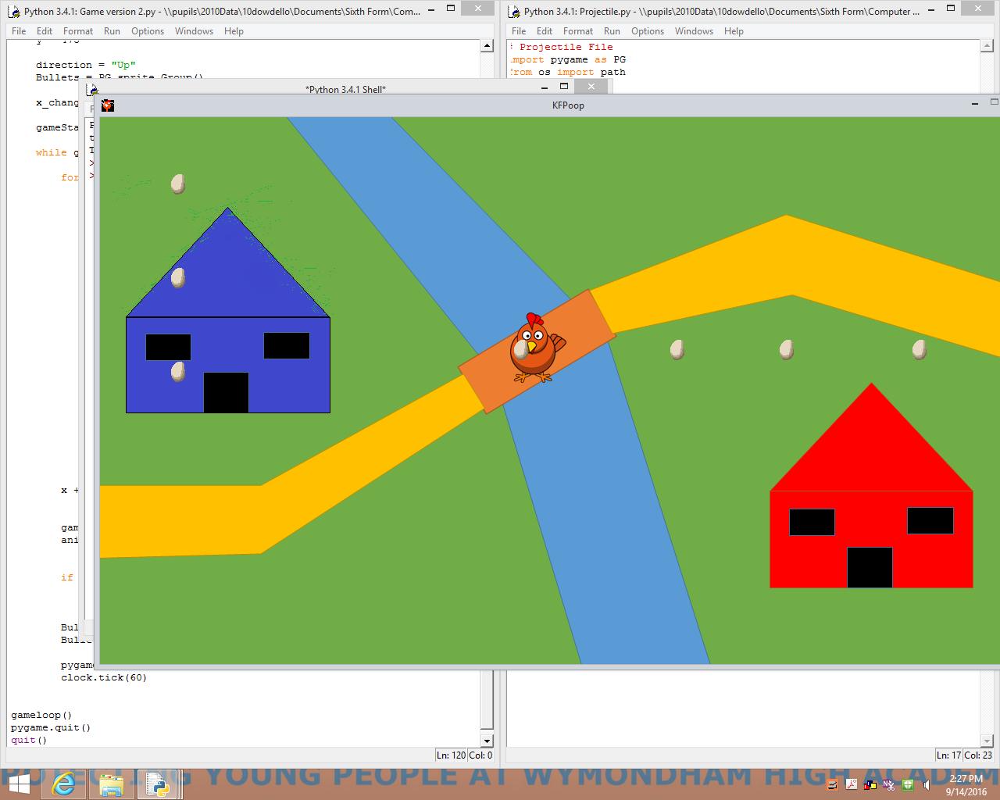 Python 3.4.1: Game version 2.py - \\pupils\2010Data\10dowdello\Documents\Sixth Form\Com...
File Edit Format Run Options Windows Help
direction = "Up"
Bullets = PG.sprite.Group()
x_chang
gameSta
while g
for
x +
gam
ani
if
Bul
Bull
pygame
clock.tick(60)
gameloop()
pygame.quit()
quit()
Ln: 120 Col: 0
Python 3.4.1: Projectile.py - \\pupils\2010Data\10dowdello\Documents\Sixth Form\Computer ...
File Edit Format Run Options Windows Help
Projectile File
import pygame as PG
from os import path
Ln: 17 Col: 23
*Python 3.4.1 Shell*
>
>
KFPoop
YOUNG PEOPLE AT WYMONDHAM HIGH ACADEM
2:27 PM
9/14/2016